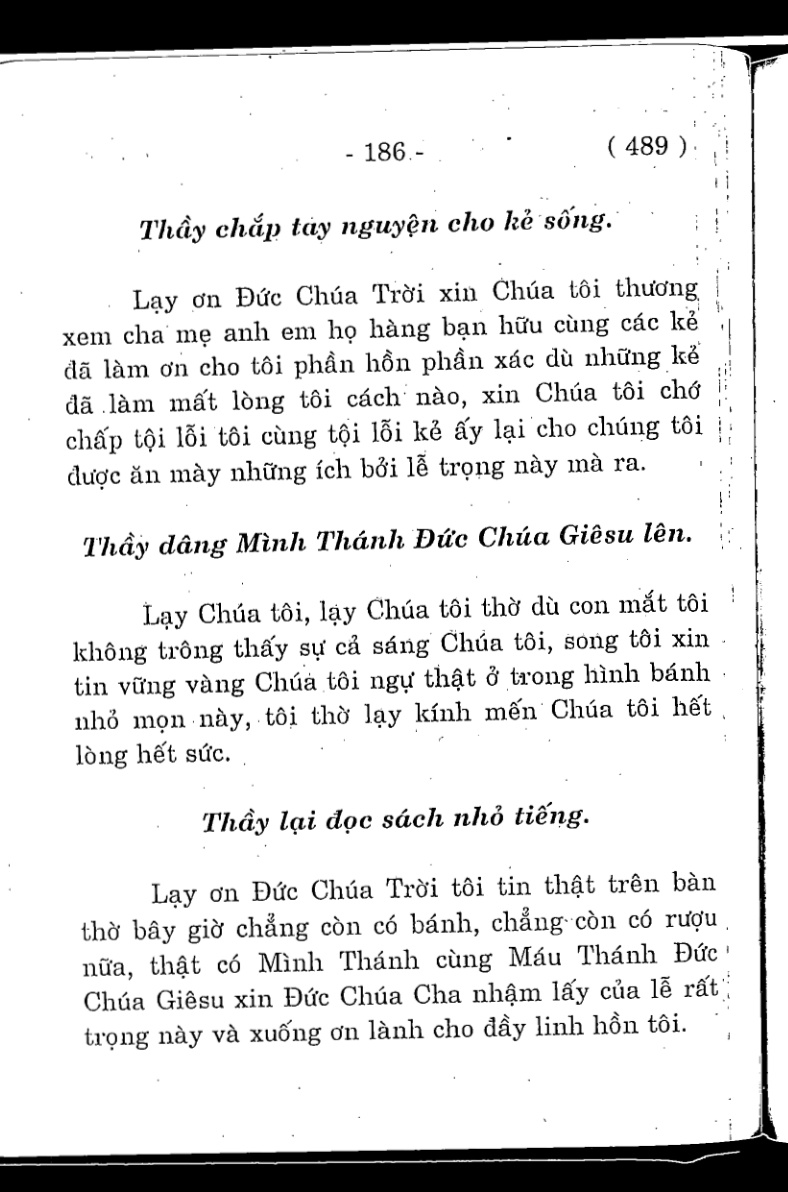 - 186 - ( 489 )
Thầy chắp tay nguyện cho kẻ sống.
Lạy ơn Đức Chúa Trời xin Chúa tôi thương
xem cha mẹ anh em họ hàng bạn hữu cùng các kẻ
đã làm ơn cho tôi phần hồn phần xác dù những kẻ
đã làm mất lòng tôi cách nào, xin Chúa tôi chớ
chấp tội lỗi tôi cùng tội lỗi kẻ ấy lại cho chúng tôi
được ăn mày những ích bởi lễ trọng này mà ra.
Thầy dâng Mình Thánh Đức Chúa Giêsu lên.
Lạy Chúa tôi, lạy Chúa tôi thờ dù con mắt tôi
không trông thấy sự cả sáng Chúa tôi, song tôi xin
tin vững vàng Chúa tôi ngự thật ở trong hình bánh
nhỏ mọn này, tôi thờ lạy kính mến Chúa tôi hết
lòng hết sức.
Thầy lại đọc sách nhỏ tiếng.
Lạy ơn Đức Chúa Trời tôi tin thật trên bàn
thờ bây giờ chẳng còn có bánh, chẳng còn có rượu
nữa, thật có Mình Thánh cùng Máu Thánh Đức
Chúa Giêsu xin Đức Chúa Cha nhậm lấy của lễ rất
trọng này và xuống ơn lành cho đầy linh hồn tôi.